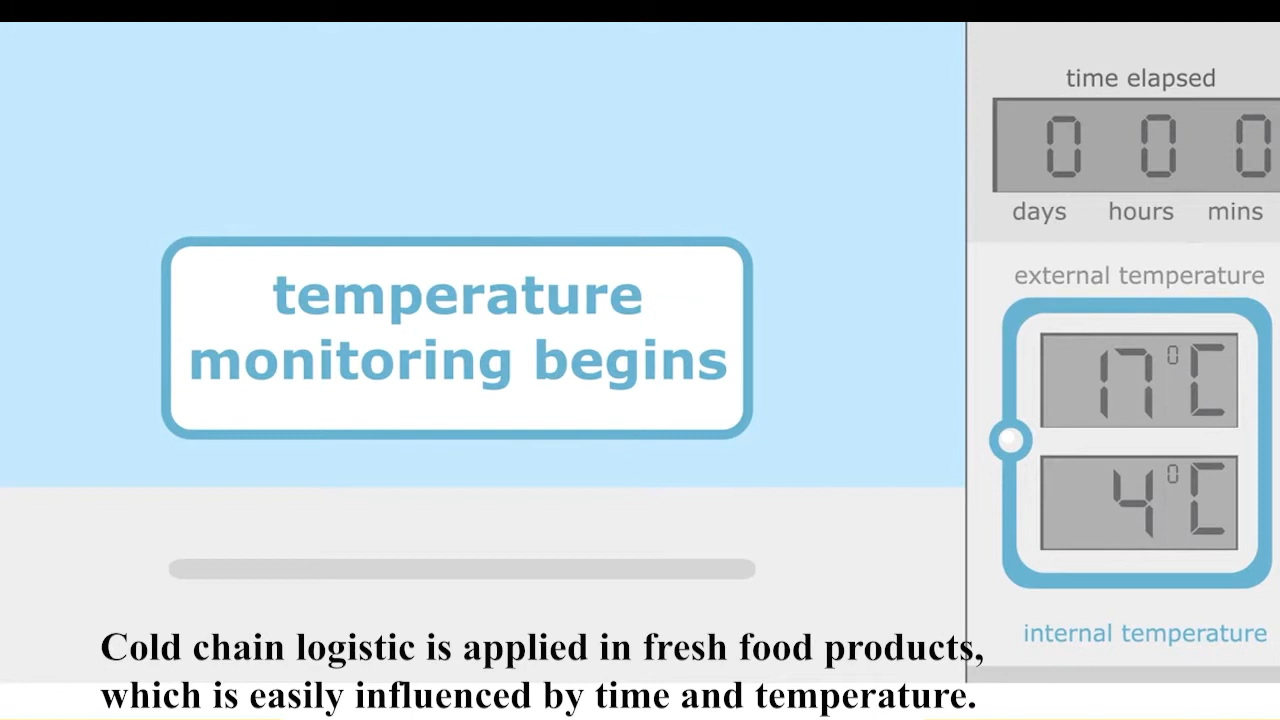 temperature
monitoring begins
time elapsed
0 0 0
days hours mins
external temperature
17°C
4°C
internal temperature
Cold chain logistic is applied in fresh food products,
which is easily influenced by time and temperature.